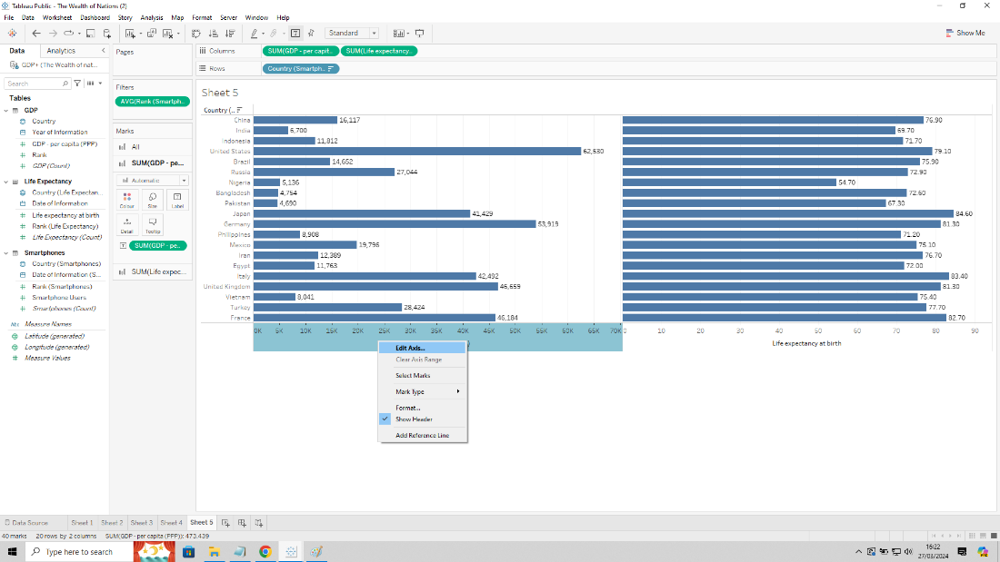 Tableau Public - The Wealth of Nations (2)
File Data Worksheet Dashboard Story Analysis Map Format Server Window Help
Standard
Show Me
Data Analytics
GDP+ (The Wealth of nat...
Search
Tables
GDP
Country
Year of Information
GDP - per capita (PPP)
Rank
GDP (Count)
Life Expectancy
Country (Life Expectan...
Date of Information
Life expectancy at birth
Rank (Life Expectancy)
Life Expectancy (Count)
Smartphones
Country (Smartphones)
Date of Information (S...
Rank (Smartphones)
Smartphone Users
Smartphones (Count)
Abc Measure Names
Latitude (generated)
Longitude (generated)
Measure Values
Pages
Filters
AVG(Rank (Smartph..
Marks
All
SUM(GDP - pe...
Automatic
Colour Size Label
Detail Tooltip
SUM(GDP - pe..
SUM(Life expec...
Columns SUM(GDP - per capit.. SUM(Life expectancy..
Rows Country (Smartph..
Sheet 5
Country (..
China 16,117 76.90
India 6,700 69.70
Indonesia 11,812 71.70
United States 62,530 79.10
Brazil 14,652 75.90
Russia 27,044 72.90
Nigeria 5,136 54.70
Bangladesh 4,754 72.60
Pakistan 4,690 67.30
Japan 41,429 84.60
Germany 53,919 81.30
Philippines 8,908 71.20
Mexico 19,796 75.10
Iran 12,389 76.70
Egypt 11,763 72.00
Italy 42,492 83.40
United Kingdom 46,659 81.30
Vietnam 8,041 75.40
Turkey 28,424 77.70
France 46,184 82.70
0K 5K 10K 15K 20K 25K 30K 35K 40K 45K 50K 55K 60K 65K 70K 0 10 20 30 40 50 60 70 80 90
Life expectancy at birth
Edit Axis...
Clear Axis Range
Select Marks
Mark Type
Format...
Show Header
Add Reference Line
Data Source Sheet 1 Sheet 2 Sheet 3 Sheet 4 Sheet 5
40 marks 20 rows by 2 columns SUM(GDP - per capita (PPP)): 473,439
Type here to search
16:22
27/03/2024